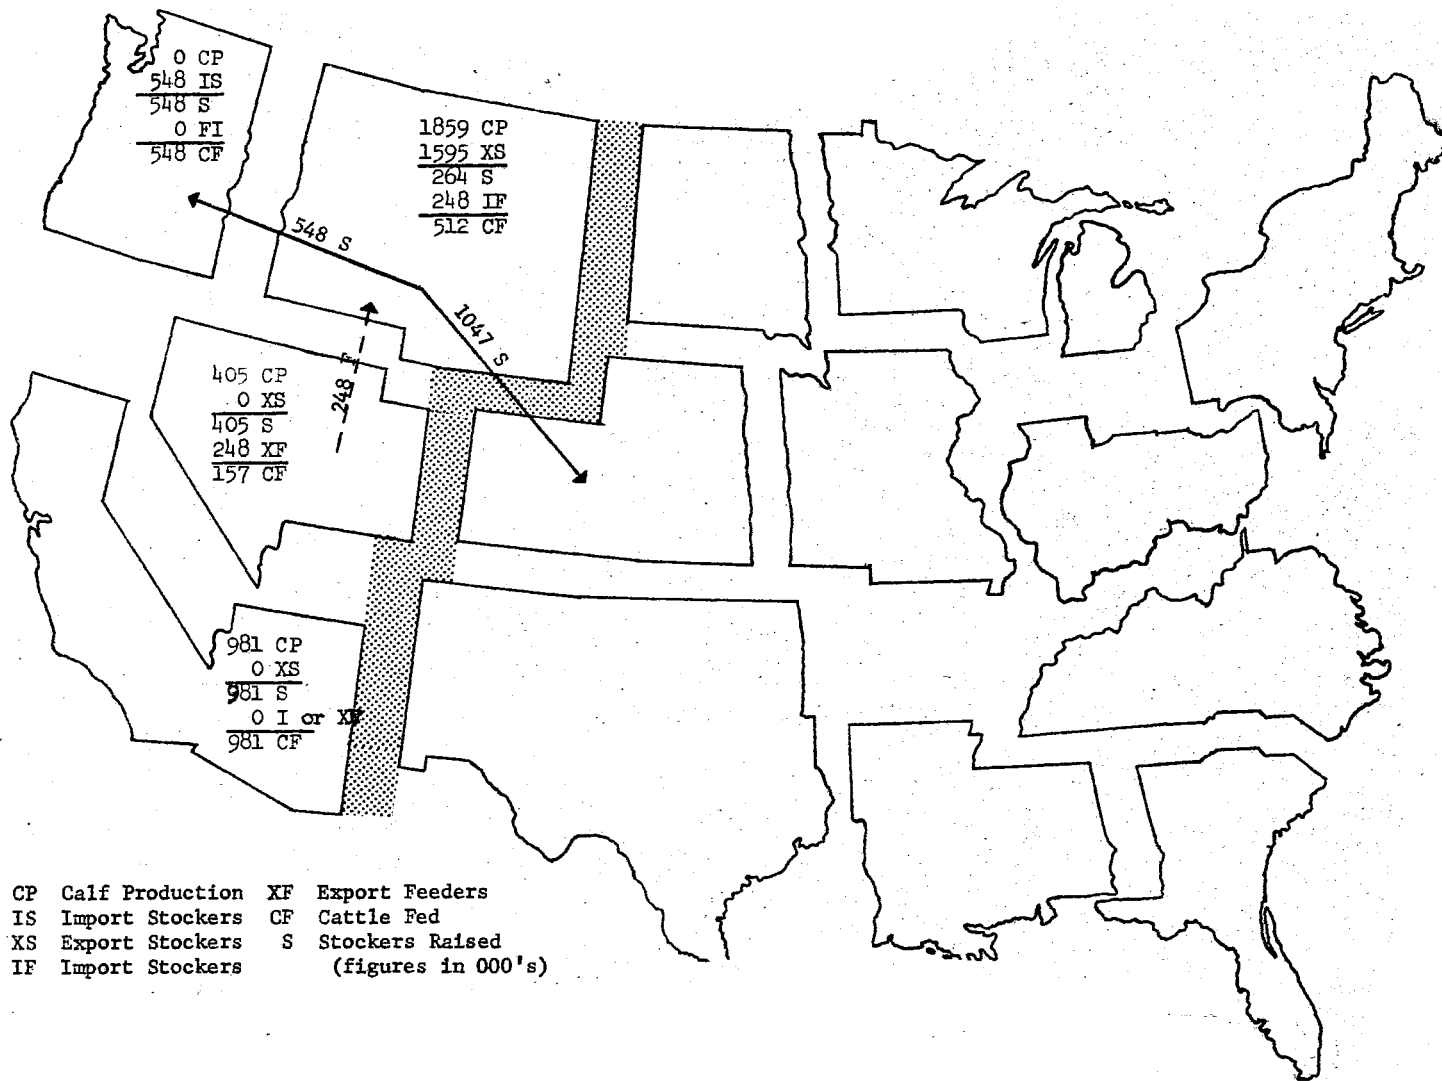 0 CP
548 IS
548 S
0 FI
548 CF
1859 CP
1595 XS
264 S
248 IF
512 CF
548 S
1047 S
248 F
405 CP
0 XS
405 S
248 XF
157 CF
981 CP
0 XS
981 S
0 I or XF
981 CF
CP Calf Production XF Export Feeders
IS Import Stockers CF Cattle Fed
XS Export Stockers S Stockers Raised
IF Import Stockers (figures in 000's)